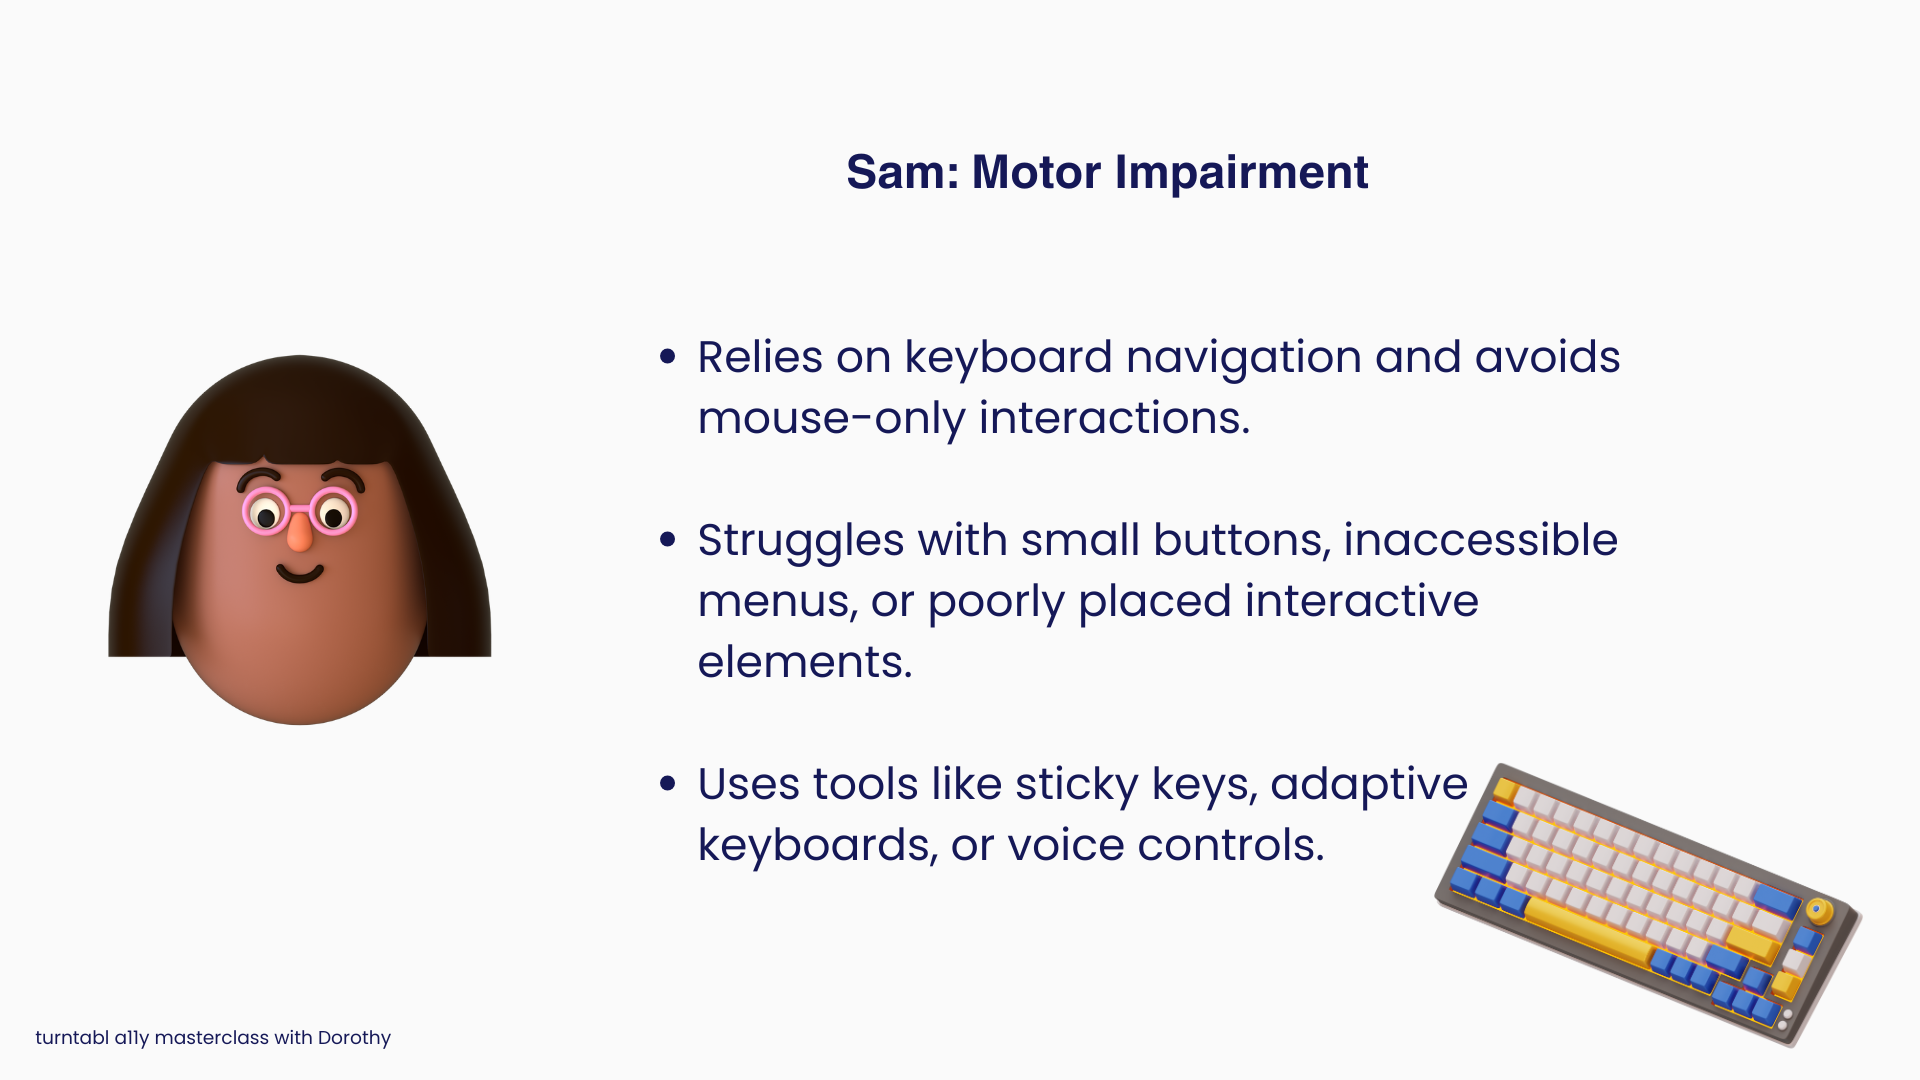 Sam: Motor Impairment
• Relies on keyboard navigation and avoids
mouse-only interactions.
• Struggles with small buttons, inaccessible
menus, or poorly placed interactive
elements.
• Uses tools like sticky keys, adaptive
keyboards, or voice controls.
turntabl a11y masterclass with Dorothy